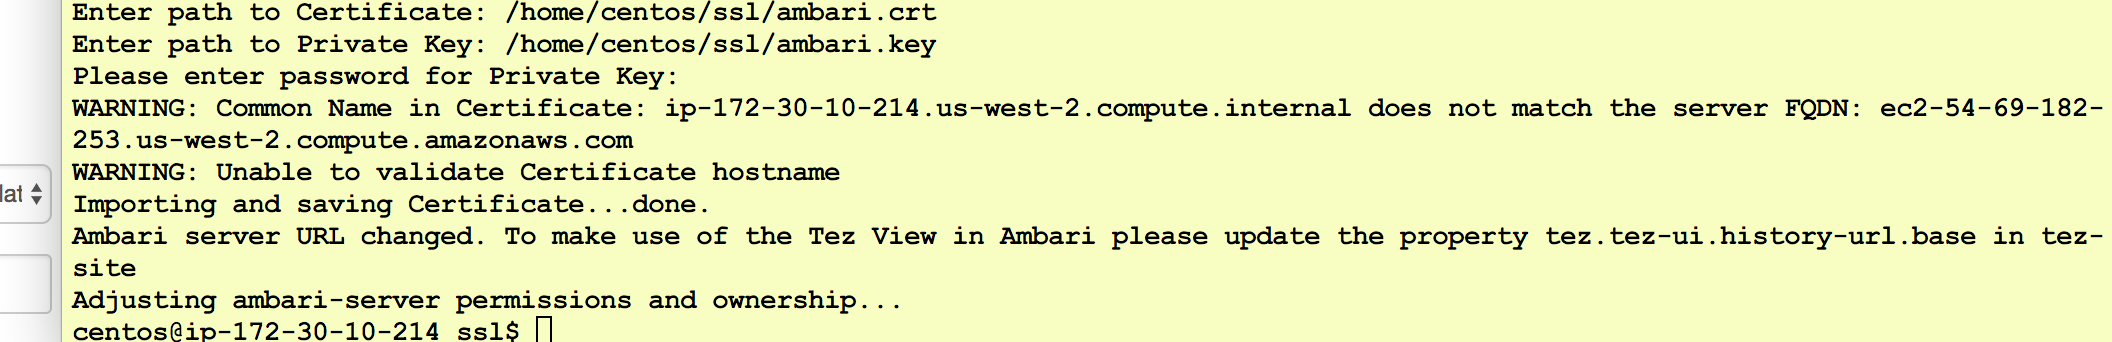 Enter path to Certificate: /home/centos/ssl/ambari.crt
Enter path to Private Key: /home/centos/ssl/ambari.key
Please enter password for Private Key:
WARNING: Common Name in Certificate: ip-172-30-10-214.us-west-2.compute.internal does not match the server FQDN: ec2-54-69-182-
253.us-west-2.compute.amazonaws.com
WARNING: Unable to validate Certificate hostname
lat
Importing and saving Certificate...done.
Ambari server URL changed. To make use of the Tez View in Ambari please update the property tez.tez-ui.history-url.base in tez-
site
Adjusting ambari-server permissions and ownership...
centos@ip-172-30-10-214 ssl$